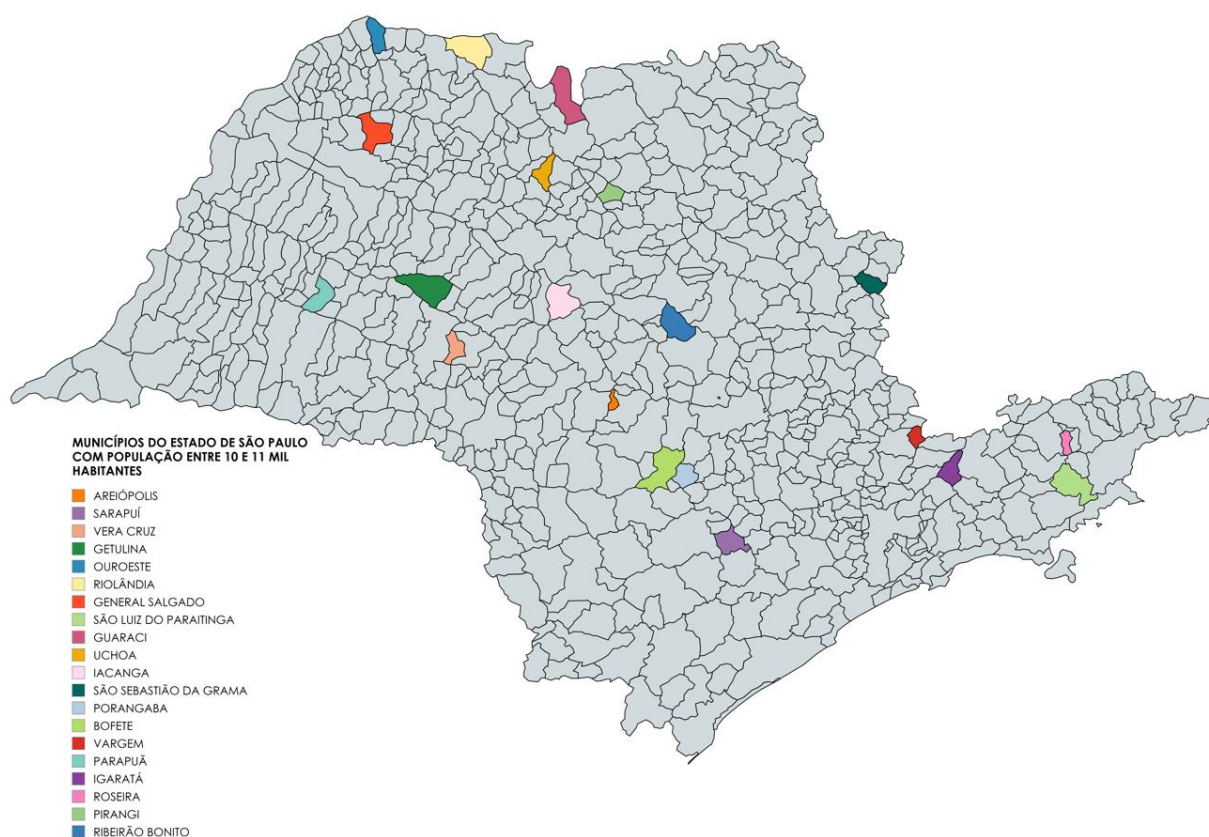 MUNICÍPIOS DO ESTADO DE SÃO PAULO
COM POPULAÇÃO ENTRE 10 E 11 MIL
HABITANTES
AREIÓPOLIS
SARAPUÍ
VERA CRUZ
GETULINA
OUROESTE
RIOLÂNDIA
GENERAL SALGADO
SÃO LUIZ DO PARAITINGA
GUARACI
UCHOA
IACANGA
SÃO SEBASTIÃO DA GRAMA
PORANGABA
BOFETE
VARGEM
PARAPUÃ
IGARATÁ
ROSEIRA
PIRANGI
RIBEIRÃO BONITO